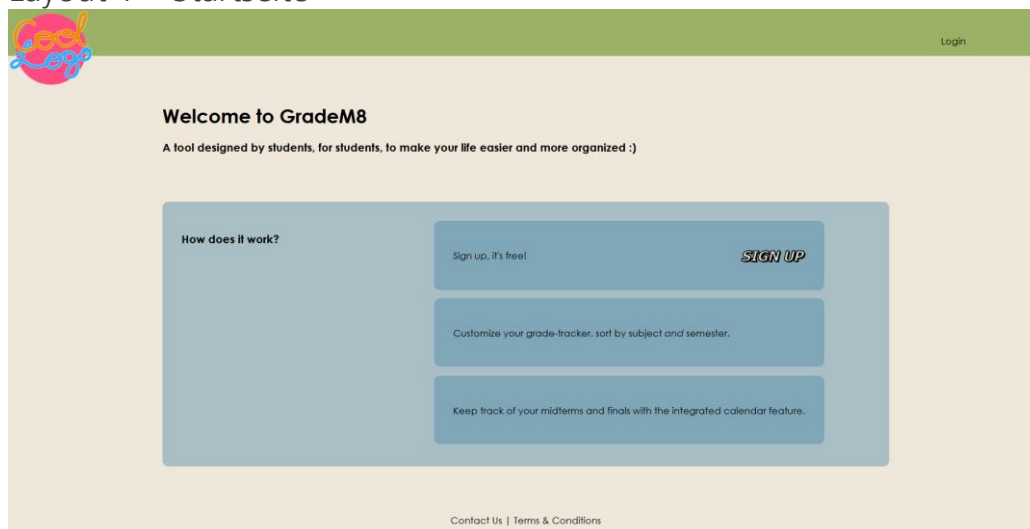 Layout 1 – Startseite
Cool
Logo
Login
Welcome to GradeM8
A tool designed by students, for students, to make your life easier and more organized :)
How does it work?
Sign up, it's free!
SIGN UP
Customize your grade-tracker, sort by subject and semester.
Keep track of your midterms and finals with the integrated calendar feature.
Contact Us | Terms & Conditions